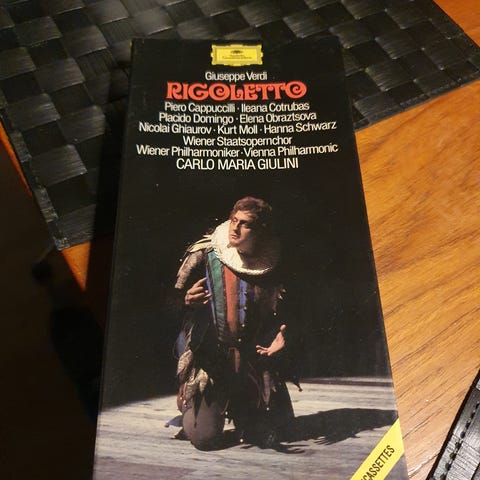 Giuseppe Verdi
RIGOLETTO
Piero Cappuccilli · Ileana Cotrubas
Placido Domingo · Elena Obraztsova
Nicolai Ghiaurov · Kurt Moll · Hanna Schwarz
Wiener Staatsopernchor
Wiener Philharmoniker · Vienna Philharmonic
CARLO MARIA GIULINI
CASSETTES